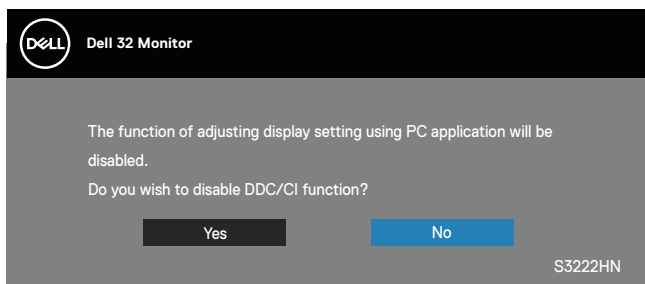 DELL
Dell 32 Monitor
The function of adjusting display setting using PC application will be
disabled.
Do you wish to disable DDC/CI function?
Yes
No
S3222HN